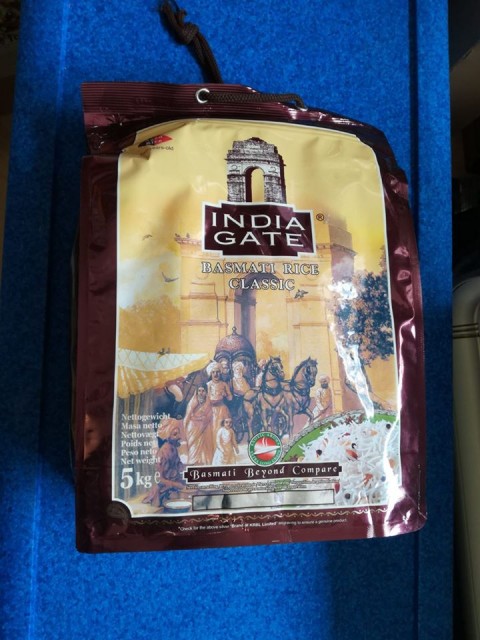 INDIA
GATE®
BASMATI RICE
CLASSIC
Nettogewicht
Masa netto
Nettovægt
Poids net
Peso neto
Net weight
5kg e
Basmati Beyond Compare